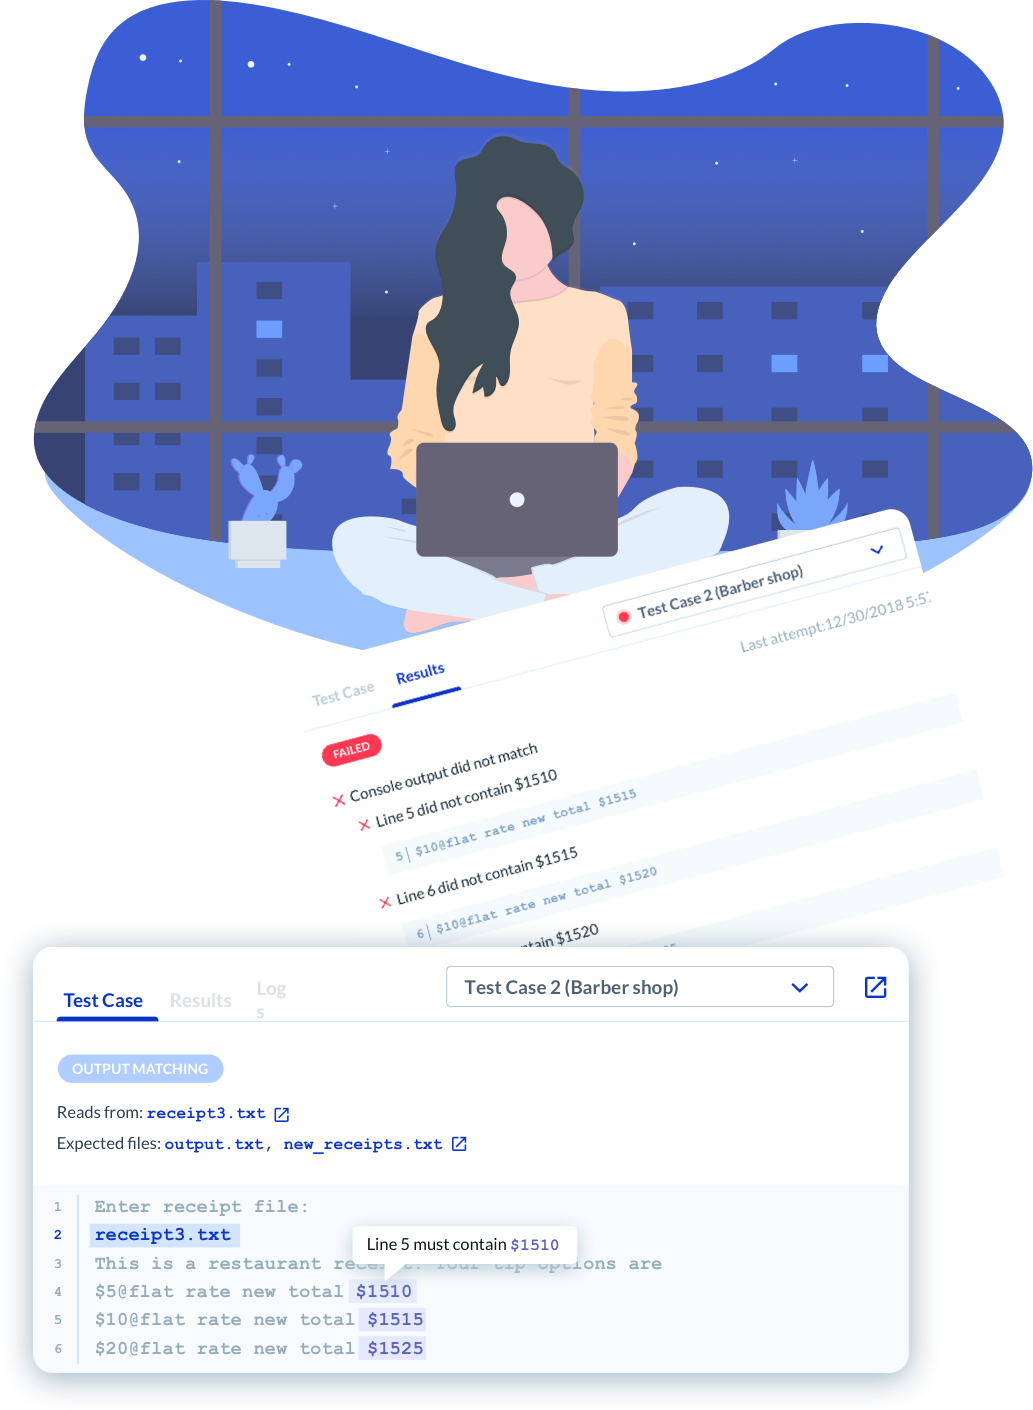 Test Case 2 (Barber shop)
Last attempt:12/30/2018 5:5
Test Case Results
FAILED
Console output did not match
Line 5 did not contain $1510
5| $10@flat rate new total $1515
Line 6 did not contain $1515
6| $10@flat rate new total $1520
$1520
Test Case Results Log
s
Test Case 2 (Barber shop)
OUTPUT MATCHING
Reads from: receipt3.txt
Expected files: output.txt, new_receipts.txt
1 Enter receipt file:
2 receipt3.txt
Line 5 must contain $1510
3 This is a restaurant options are
4 $5@flat rate new total $1510
5 $10@flat rate new total $1515
6 $20@flat rate new total $1525